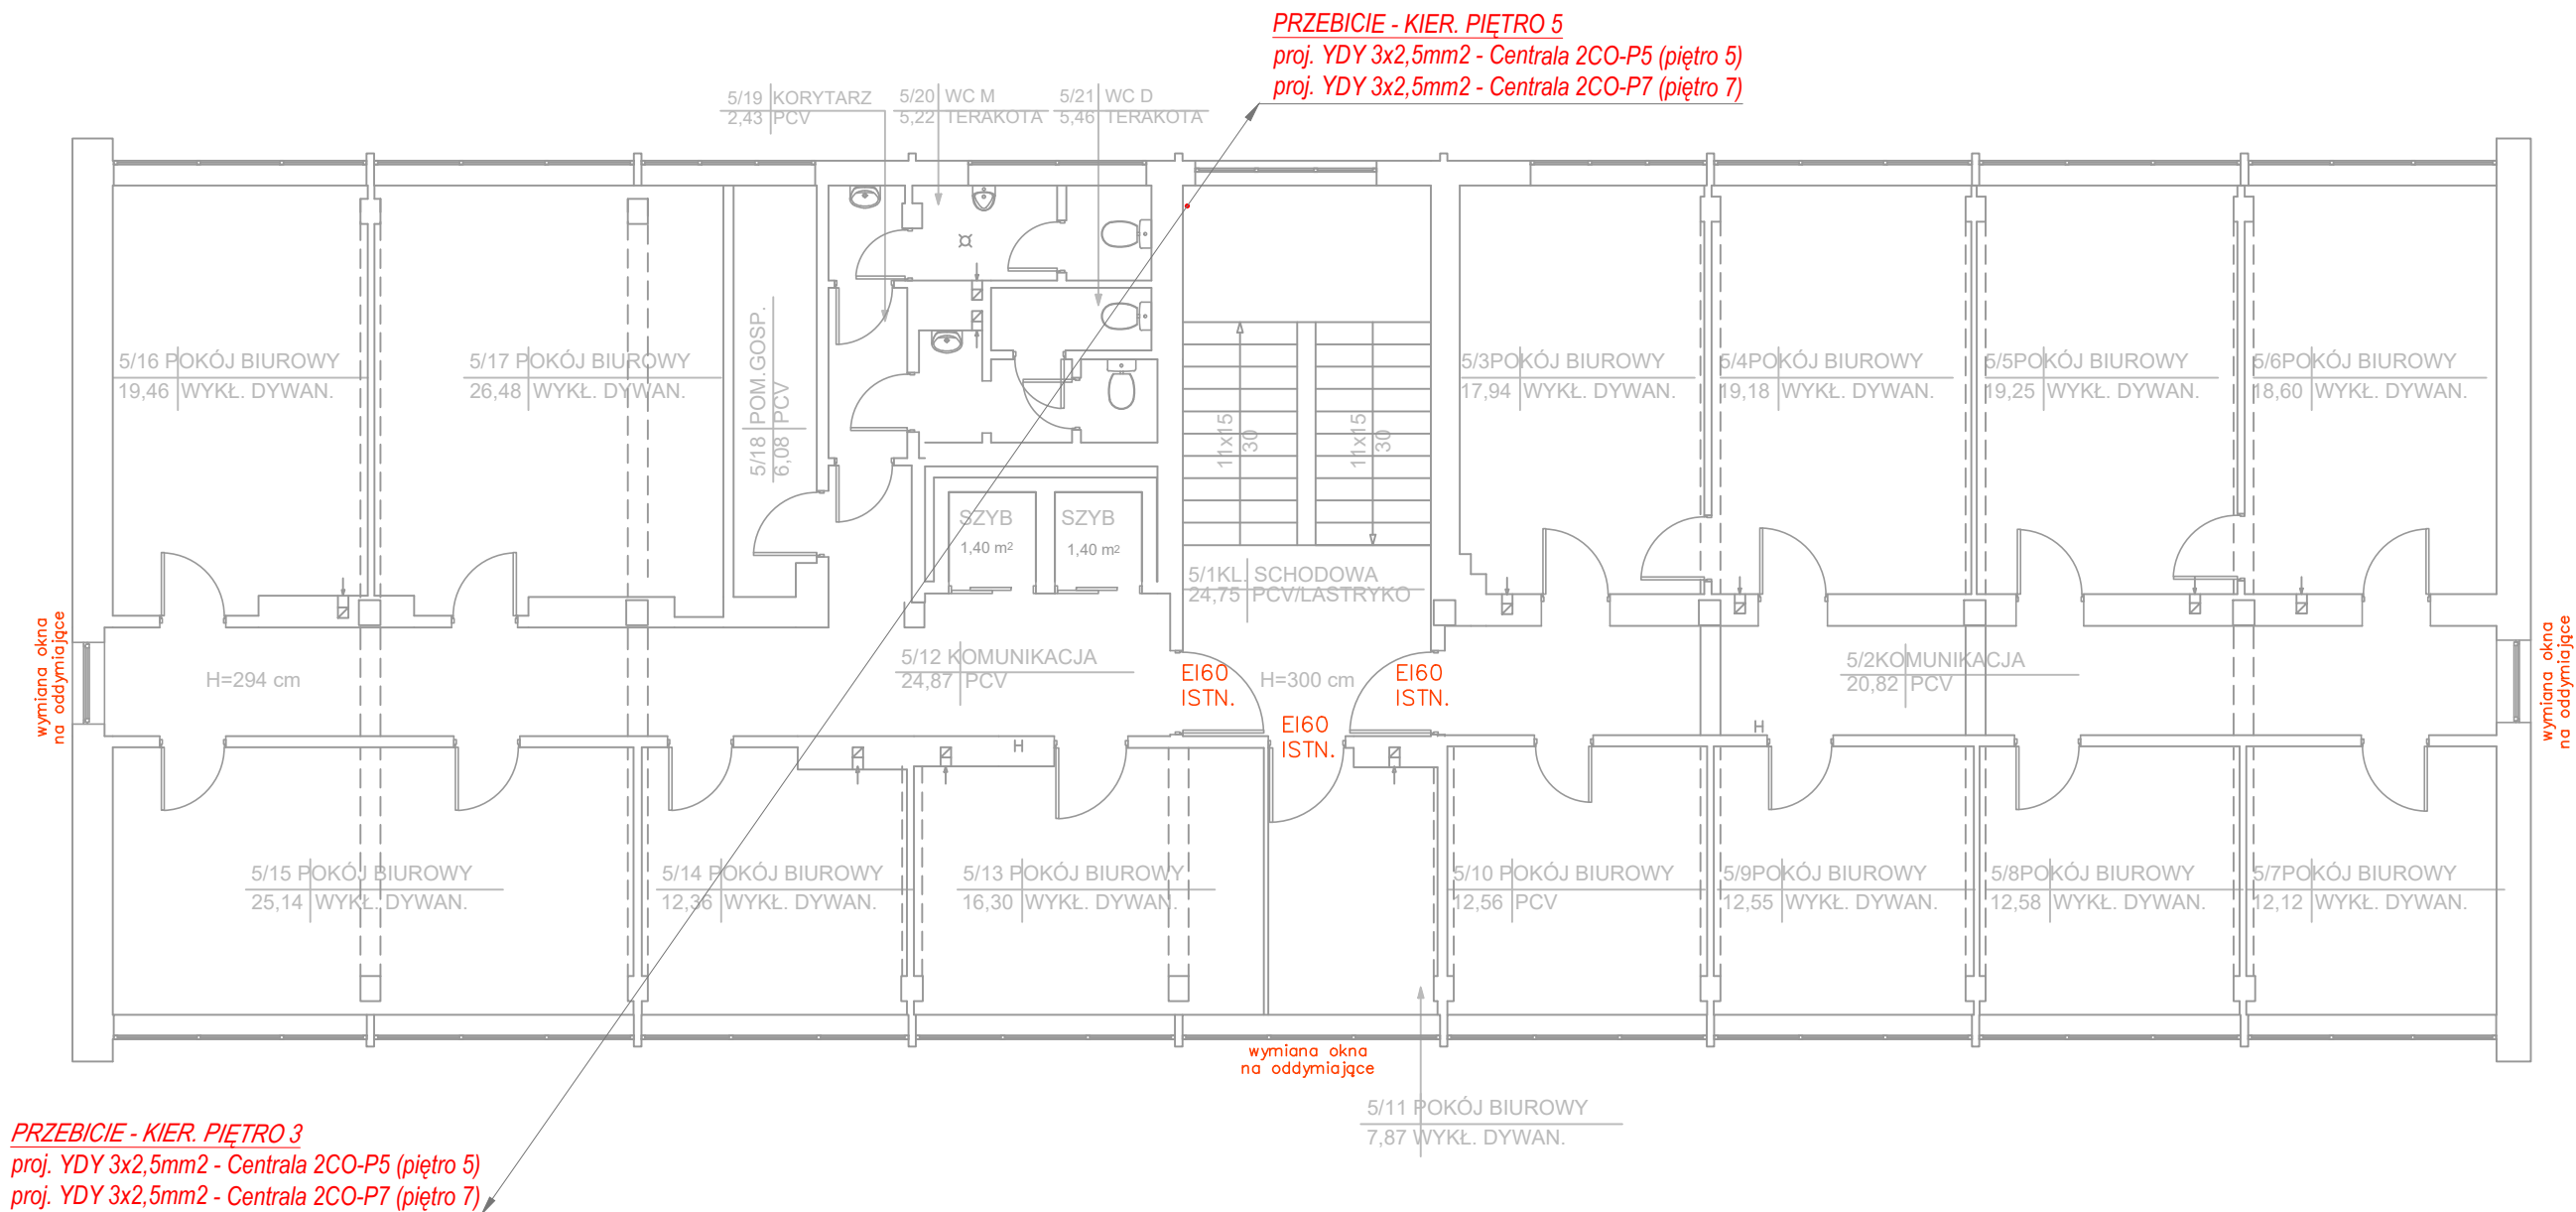 PRZEBICIE - KIER. PIĘTRO 5
proj. YDY 3x2,5mm2 - Centrala 2CO-P5 (piętro 5)
proj. YDY 3x2,5mm2 - Centrala 2CO-P7 (piętro 7)
5/19 KORYTARZ
2,43 PCV
5/20 WC M
5,22 TERAKOTA
5/21 WC D
5,46 TERAKOTA
5/16 POKÓJ BIUROWY
19,46 WYKŁ. DYWAN.
5/17 POKÓJ BIUROWY
26,48 WYKŁ. DYWAN.
5/18 POM.GOSP.
6,08 PCV
11x15
30
11x15
30
5/3POKÓJ BIUROWY
17,94 WYKŁ. DYWAN.
5/4POKÓJ BIUROWY
19,18 WYKŁ. DYWAN.
5/5POKÓJ BIUROWY
19,25 WYKŁ. DYWAN.
5/6POKÓJ BIUROWY
18,60 WYKŁ. DYWAN.
SZYB
1,40 m²
SZYB
1,40 m²
5/1KL. SCHODOWA
24,75 PCV/LASTRYKO
wymiana okna
na oddymiające
H=294 cm
5/12 KOMUNIKACJA
24,87 PCV
EI60
ISTN.
H=300 cm
EI60
ISTN.
EI60
ISTN.
5/2KOMUNIKACJA
20,82 PCV
wymiana okna
na oddymiające
H
H
5/15 POKÓJ BIUROWY
25,14 WYKŁ. DYWAN.
5/14 POKÓJ BIUROWY
12,36 WYKŁ. DYWAN.
5/13 POKÓJ BIUROWY
16,30 WYKŁ. DYWAN.
5/10 POKÓJ BIUROWY
12,56 PCV
5/9POKÓJ BIUROWY
12,55 WYKŁ. DYWAN.
5/8POKÓJ BIUROWY
12,58 WYKŁ. DYWAN.
5/7POKÓJ BIUROWY
12,12 WYKŁ. DYWAN.
wymiana okna
na oddymiające
5/11 POKÓJ BIUROWY
7,87 WYKŁ. DYWAN.
PRZEBICIE - KIER. PIĘTRO 3
proj. YDY 3x2,5mm2 - Centrala 2CO-P5 (piętro 5)
proj. YDY 3x2,5mm2 - Centrala 2CO-P7 (piętro 7)